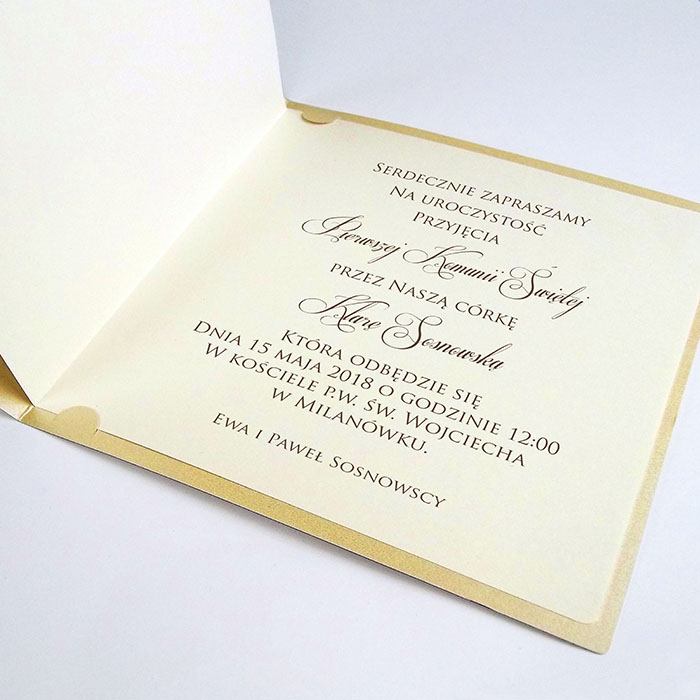 Serdecznie zapraszamy
Na uroczystość
przyjęcia
Pierwszej Komunii Świętej
przez Naszą córkę
Klarę Sosnowską
Która odbędzie się
Dnia 15 maja 2018 o godzinie 12:00
W kościele p.w. św. Wojciecha
w Milanówku.
Ewa i Paweł Sosnowscy